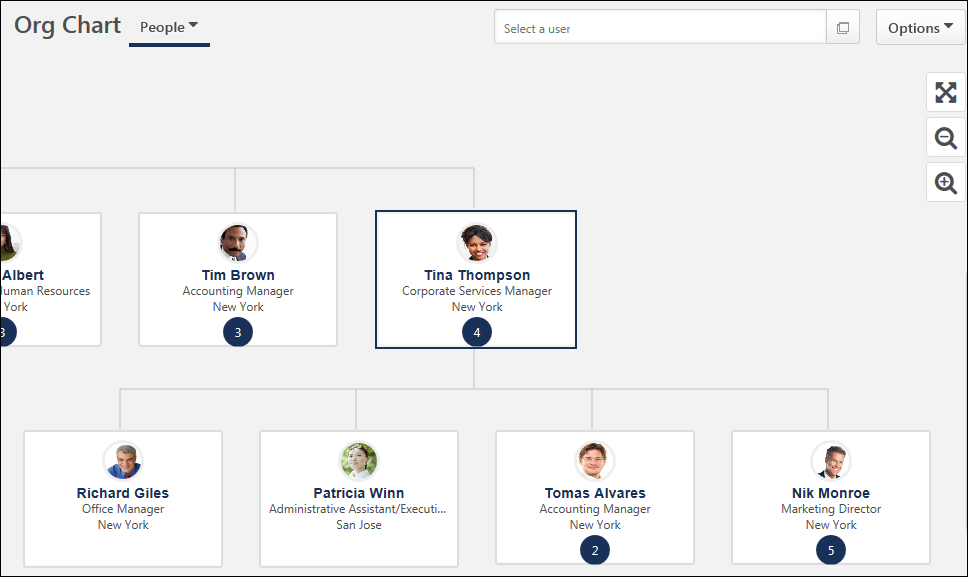 Org Chart
People
Select a user
Options
Albert
Human Resources
York
3
Tim Brown
Accounting Manager
New York
3
Tina Thompson
Corporate Services Manager
New York
4
Richard Giles
Office Manager
New York
Patricia Winn
Administrative Assistant/Executi...
San Jose
Tomas Alvares
Accounting Manager
New York
2
Nik Monroe
Marketing Director
New York
5